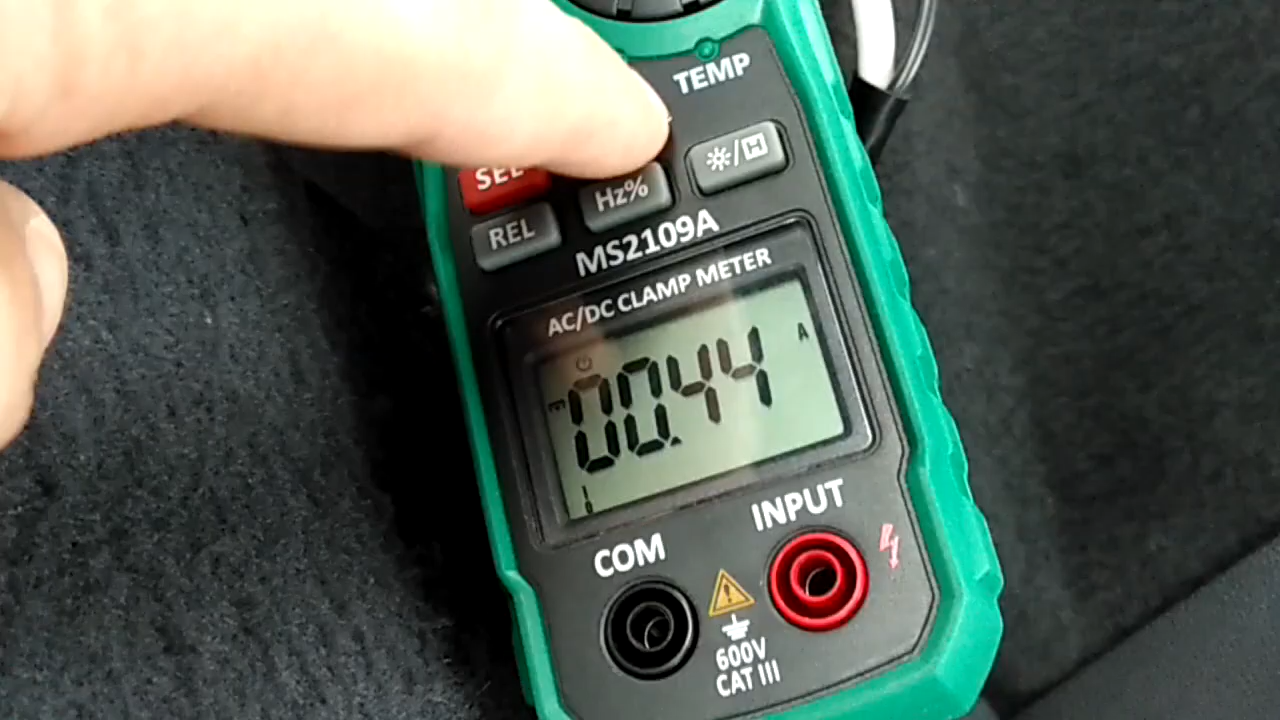 TEMP
SEL
Hz%
/H
REL
MS2109A
AC/DC CLAMP METER
A
00.44
COM
INPUT
600V
CAT III